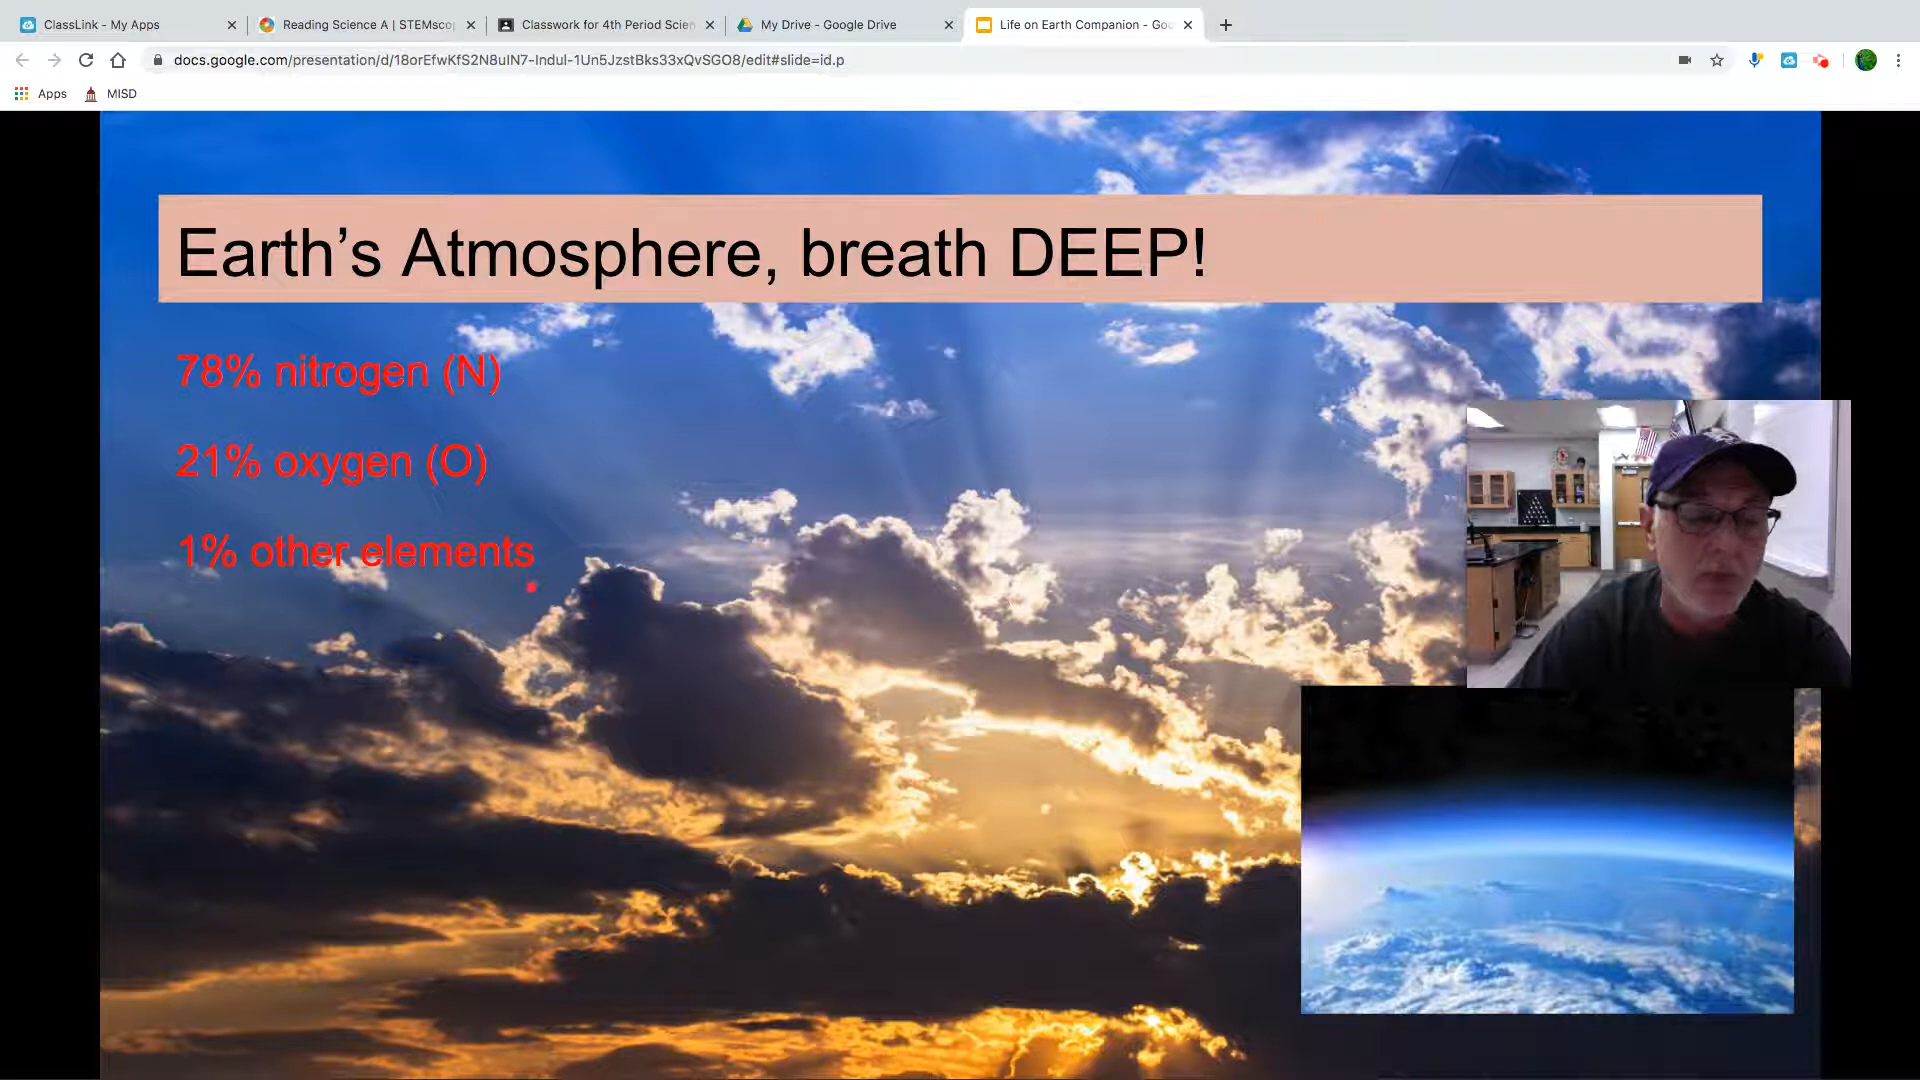 ClassLink - My Apps
Reading Science A | STEMscop
Classwork for 4th Period Scien
My Drive - Google Drive
Life on Earth Companion - Goo
docs.google.com/presentation/d/18orEfwKfS2N8uIN7-Indul-1Un5JzstBks33xQvSGO8/edit#slide=id.p
Apps
MISD
Earth’s Atmosphere, breath DEEP!
78% nitrogen (N)
21% oxygen (O)
1% other elements